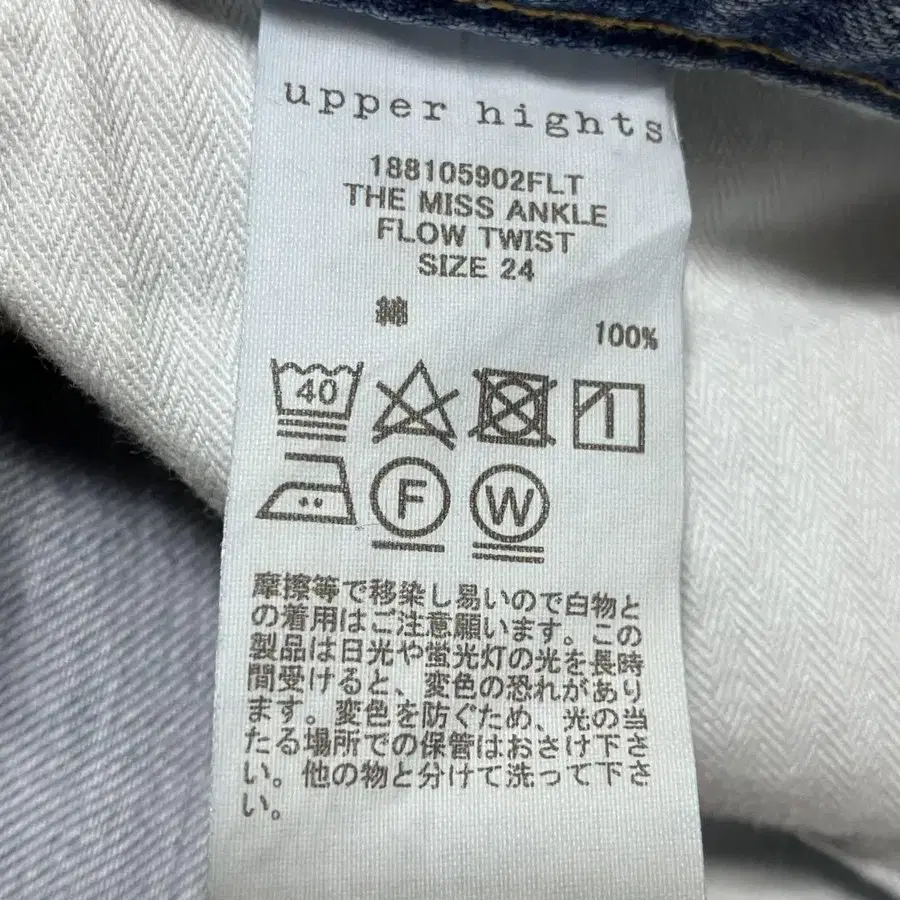 upper hights
188105902FLT
THE MISS ANKLE
FLOW TWIST
SIZE 24
綿 100%
40
F W
摩擦等で移染し易いので白物と
の着用はご注意願います。この
製品は日光や蛍光灯の光を長時
間受けると、変色の恐れがあり
ます。変色を防ぐため、光の当
たる場所での保管はおさけ下さ
い。他の物と分けて洗って下さ
い。